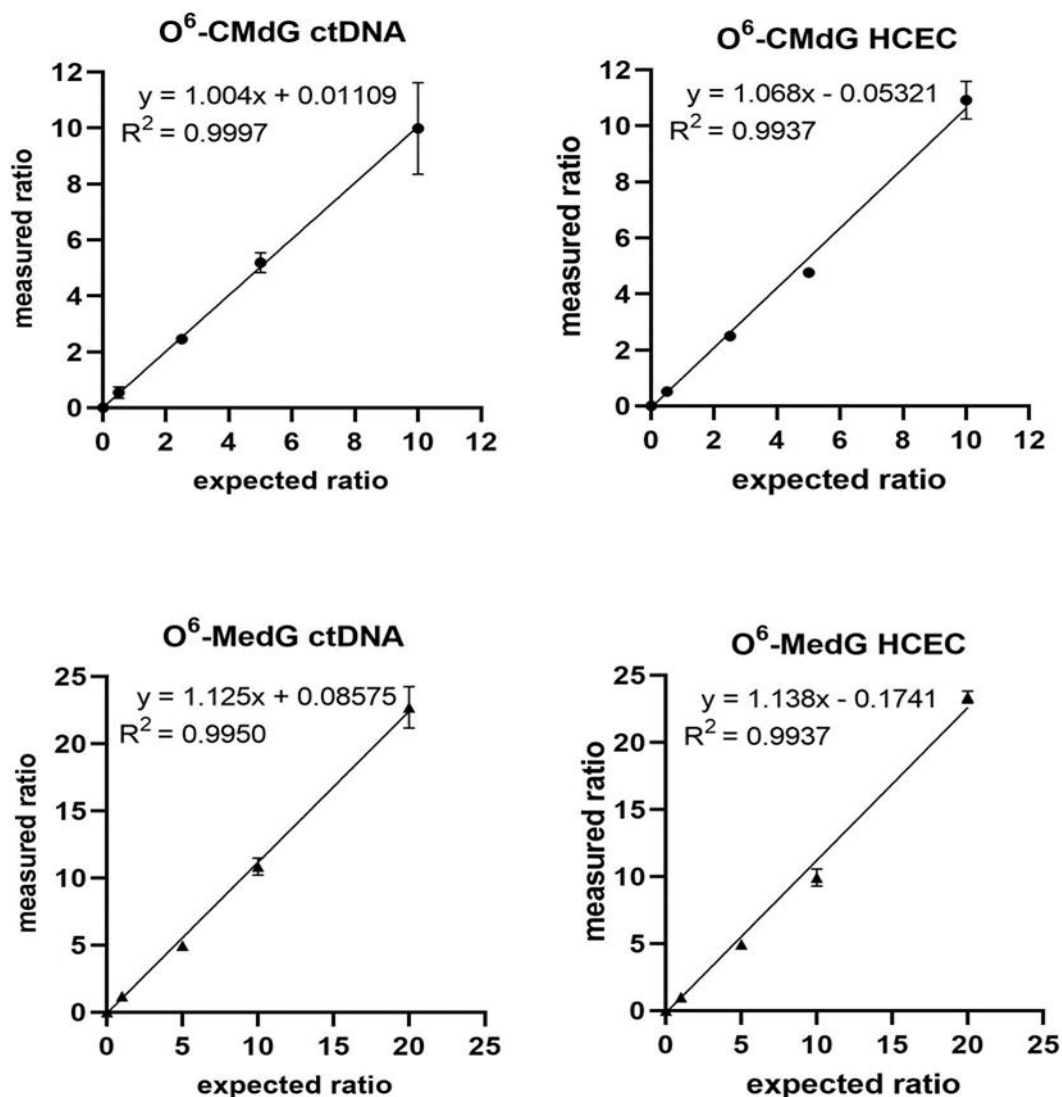 O⁶-CMdG ctDNA
y = 1.004x + 0.01109
R² = 0.9997
measured ratio
12
10
8
6
4
2
0
0 2 4 6 8 10 12
expected ratio
O⁶-CMdG HCEC
y = 1.068x - 0.05321
R² = 0.9937
measured ratio
12
10
8
6
4
2
0
0 2 4 6 8 10 12
expected ratio
O⁶-MedG ctDNA
y = 1.125x + 0.08575
R² = 0.9950
measured ratio
25
20
15
10
5
0
0 5 10 15 20 25
expected ratio
O⁶-MedG HCEC
y = 1.138x - 0.1741
R² = 0.9937
measured ratio
25
20
15
10
5
0
0 5 10 15 20 25
expected ratio